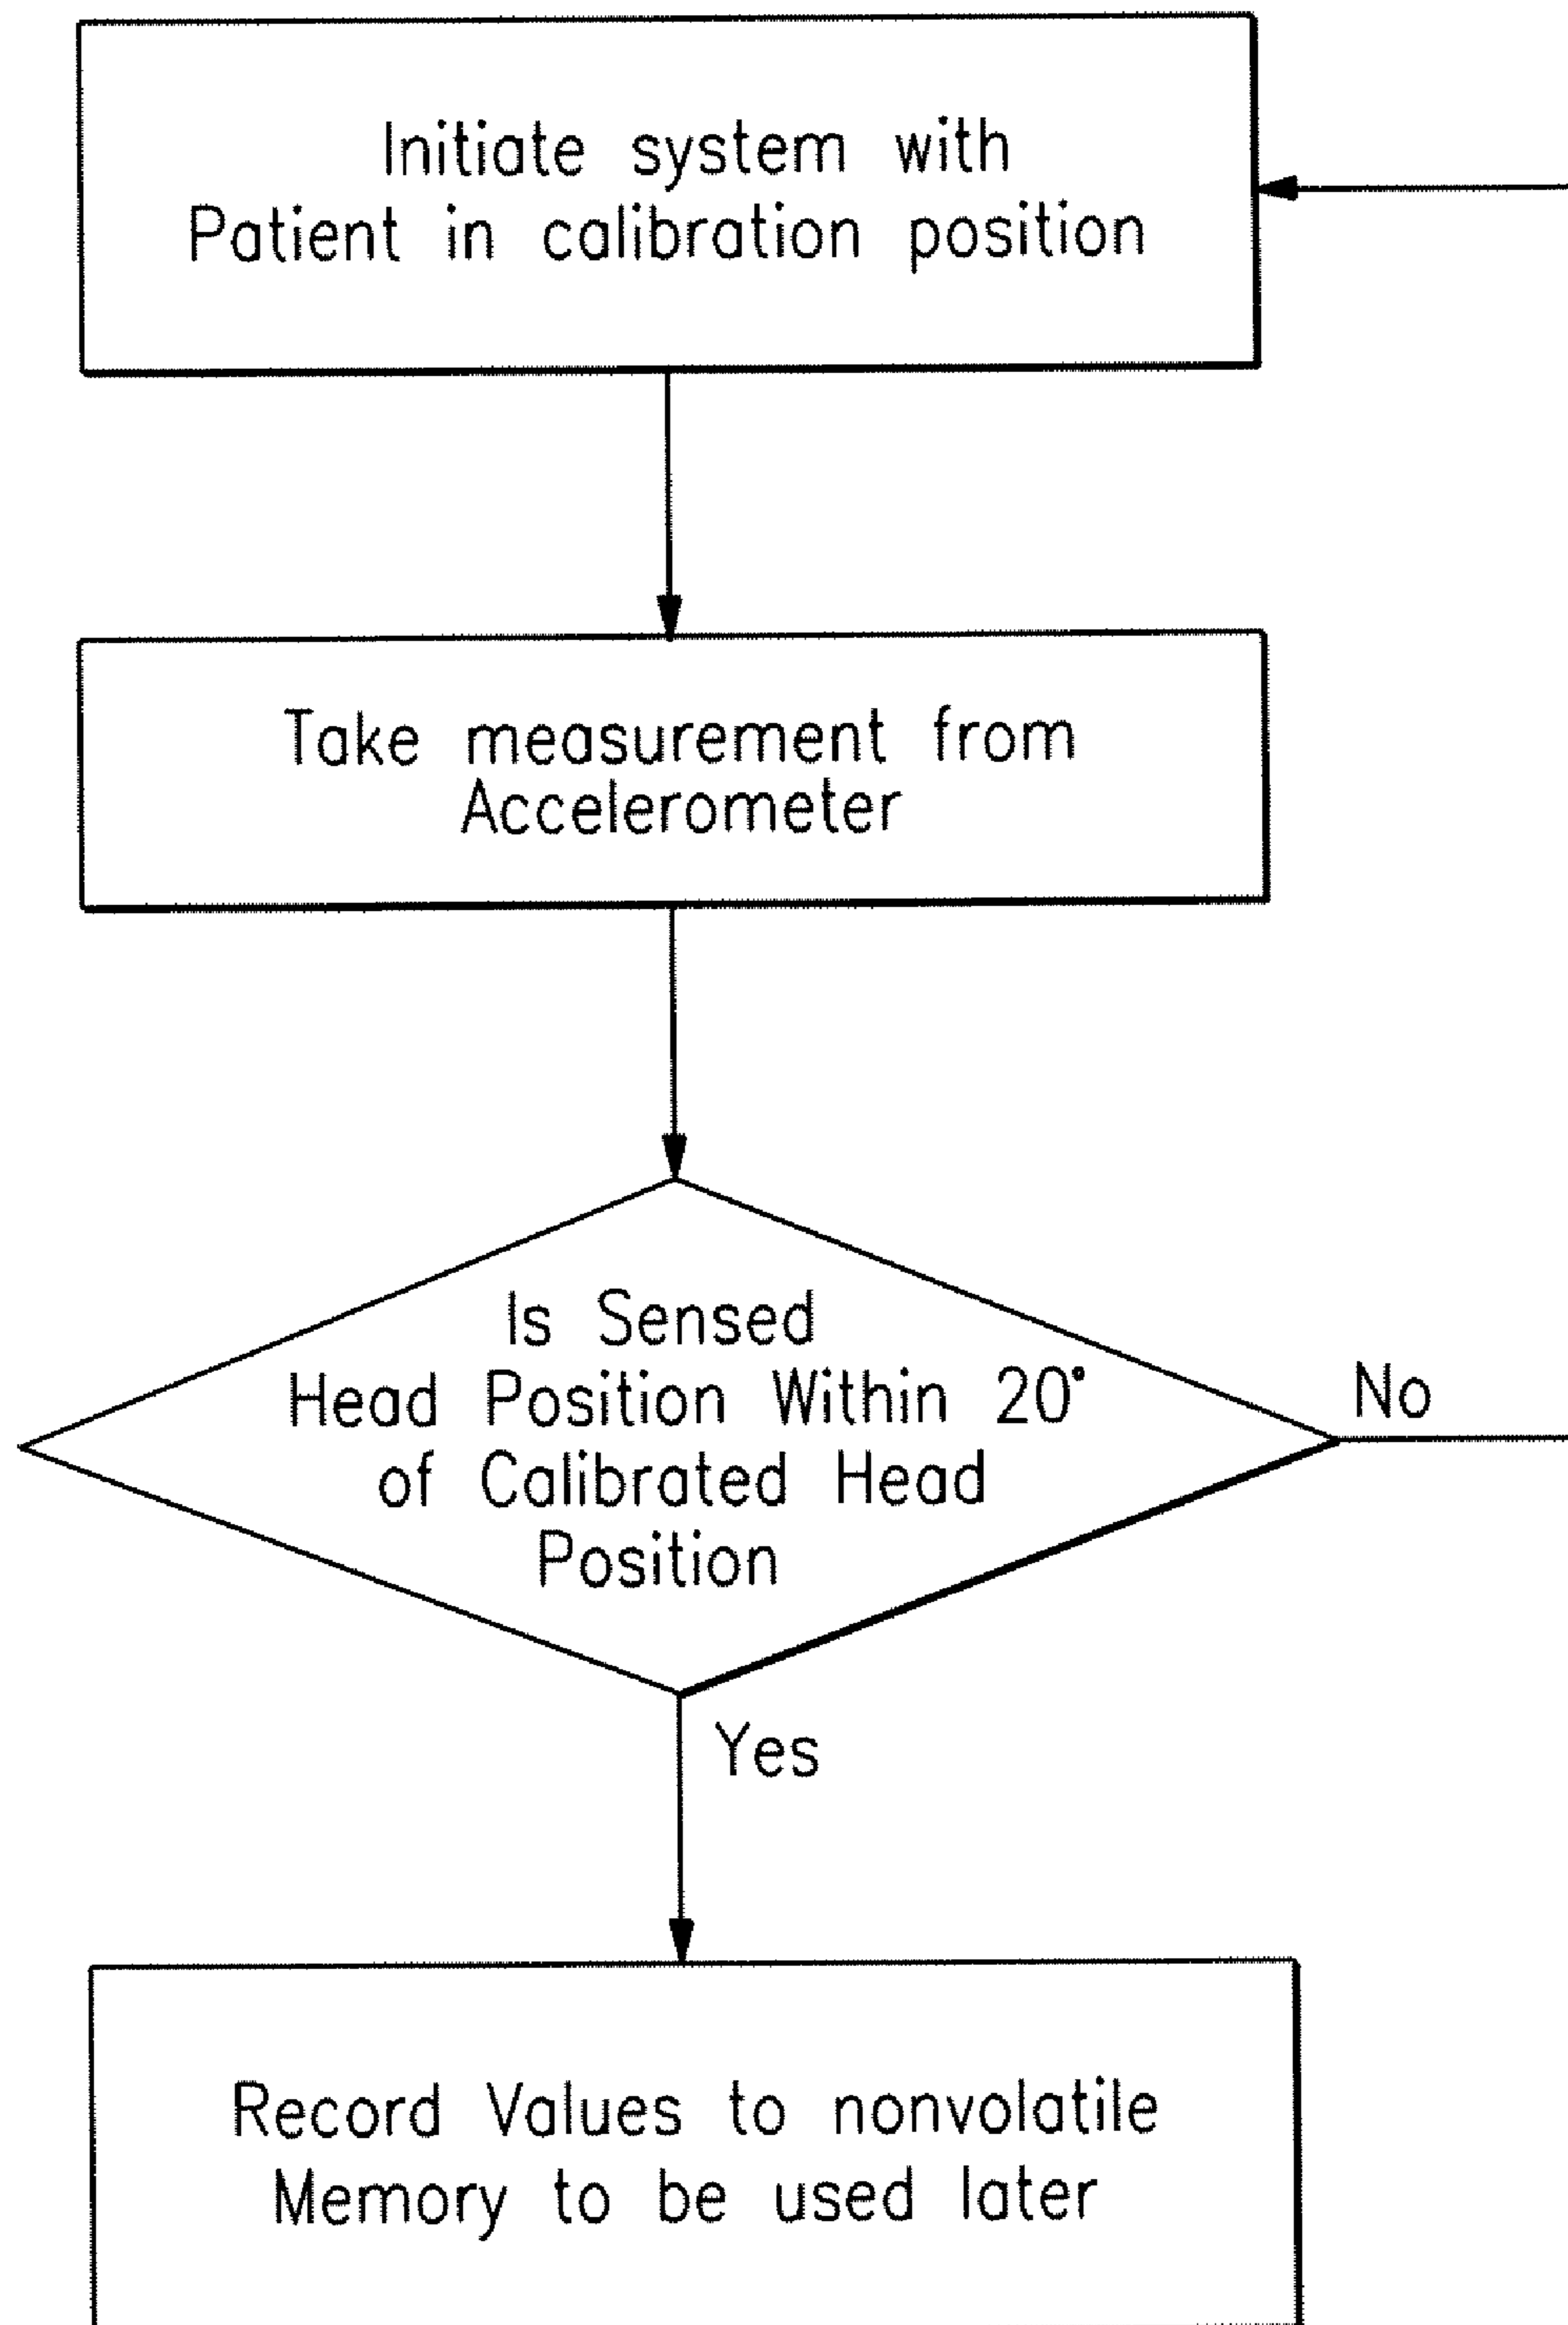 Initiate system with
Patient in calibration position
Take measurement from
Accelerometer
Is Sensed
Head Position Within 20°
of Calibrated Head
Position
No
Yes
Record Values to nonvolatile
Memory to be used later